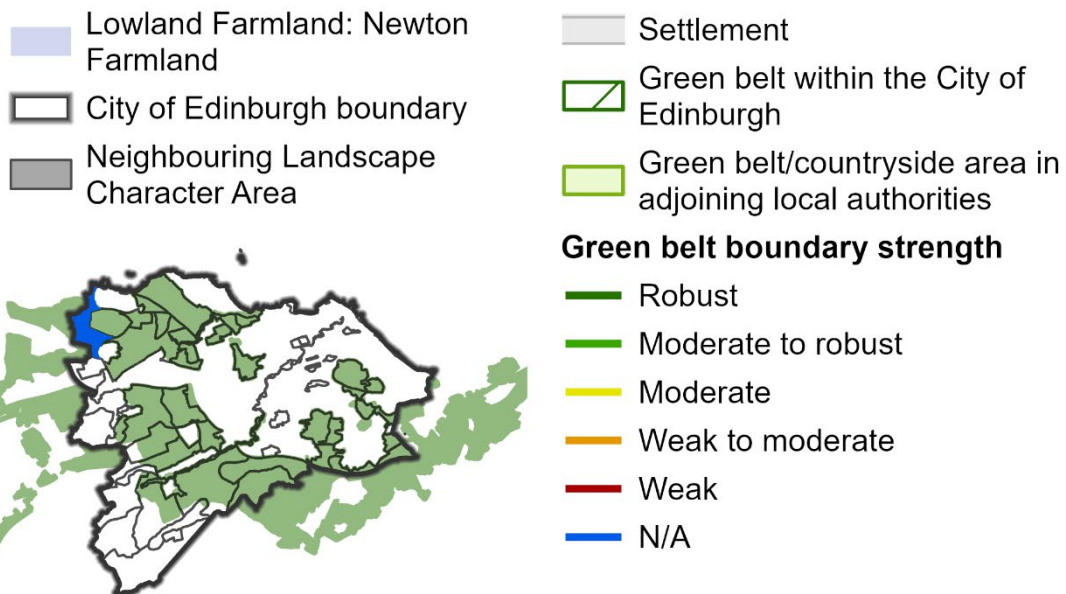 Lowland Farmland: Newton
Farmland
City of Edinburgh boundary
Neighbouring Landscape
Character Area
Settlement
Green belt within the City of
Edinburgh
Green belt/countryside area in
adjoining local authorities
Green belt boundary strength
Robust
Moderate to robust
Moderate
Weak to moderate
Weak
N/A